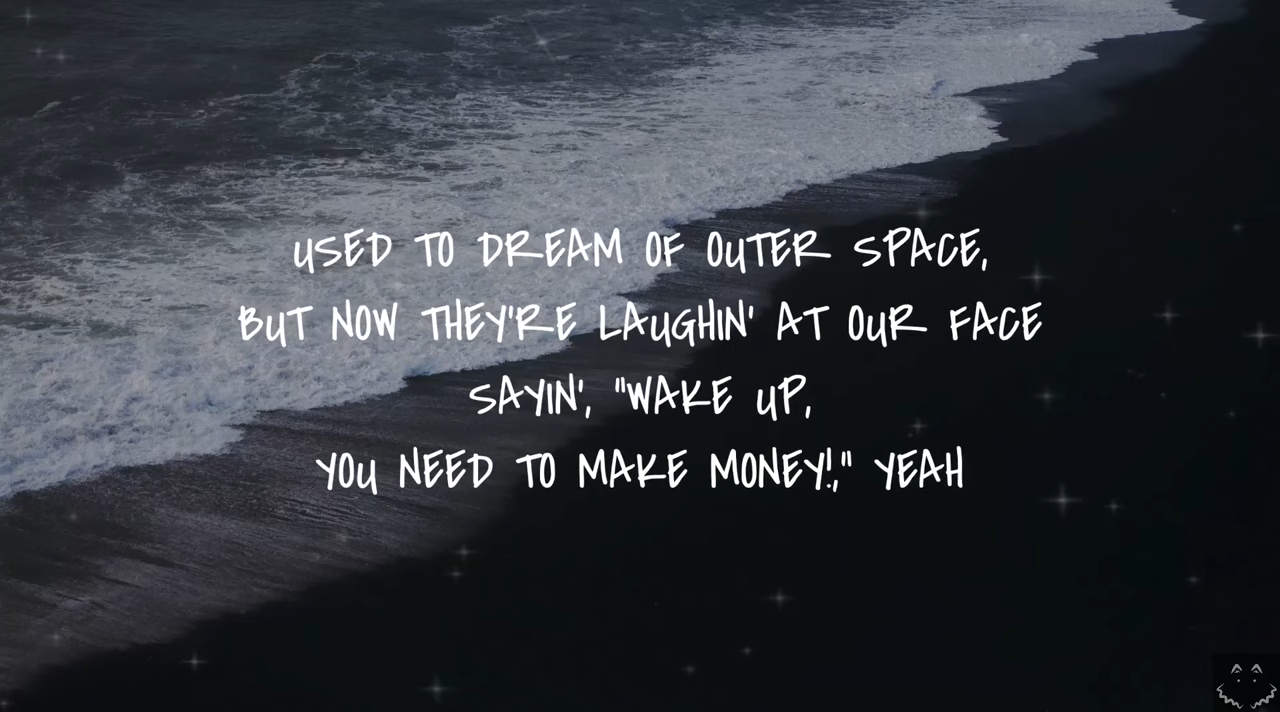 USED TO DREAM OF OUTER SPACE,
BUT NOW THEY'RE LAUGHIN' AT OUR FACE
SAYIN', "WAKE UP,
YOU NEED TO MAKE MONEY!," YEAH